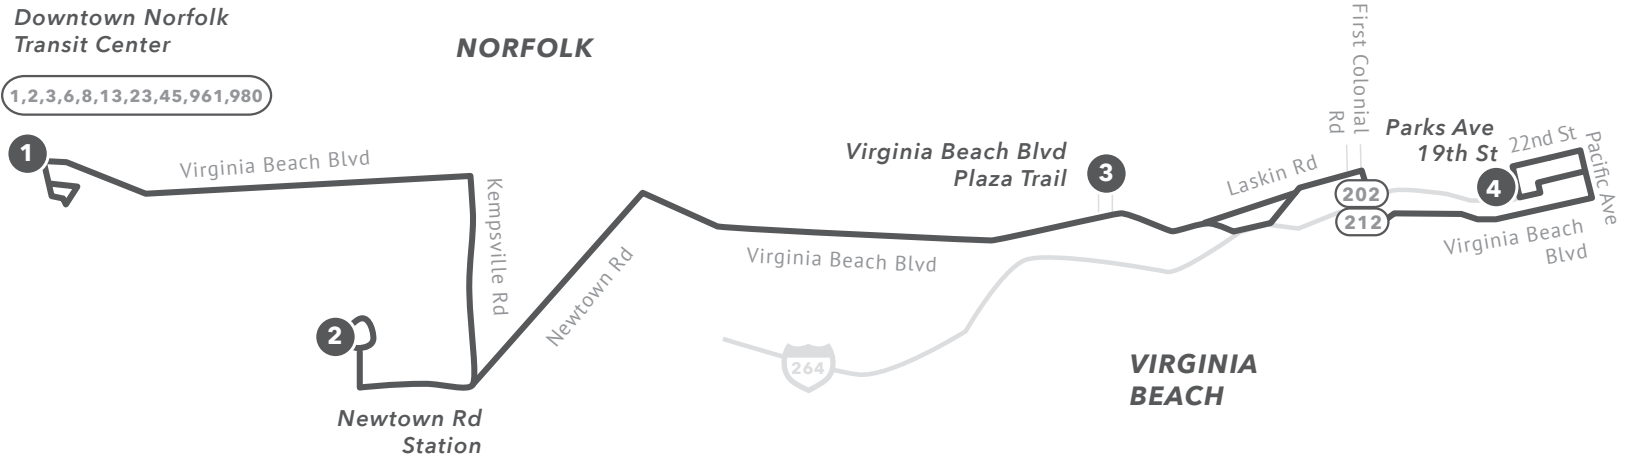 Downtown Norfolk
Transit Center
1,2,3,6,8,13,23,45,961,980
NORFOLK
1
Virginia Beach Blvd
Kempsville Rd
2
Newtown Rd
Station
Newtown Rd
Virginia Beach Blvd
Virginia Beach Blvd
Plaza Trail
3
264
VIRGINIA
BEACH
Laskin Rd
First Colonial
Rd
202
212
Parks Ave
19th St
4
22nd St
Pacific Ave
Virginia Beach
Blvd